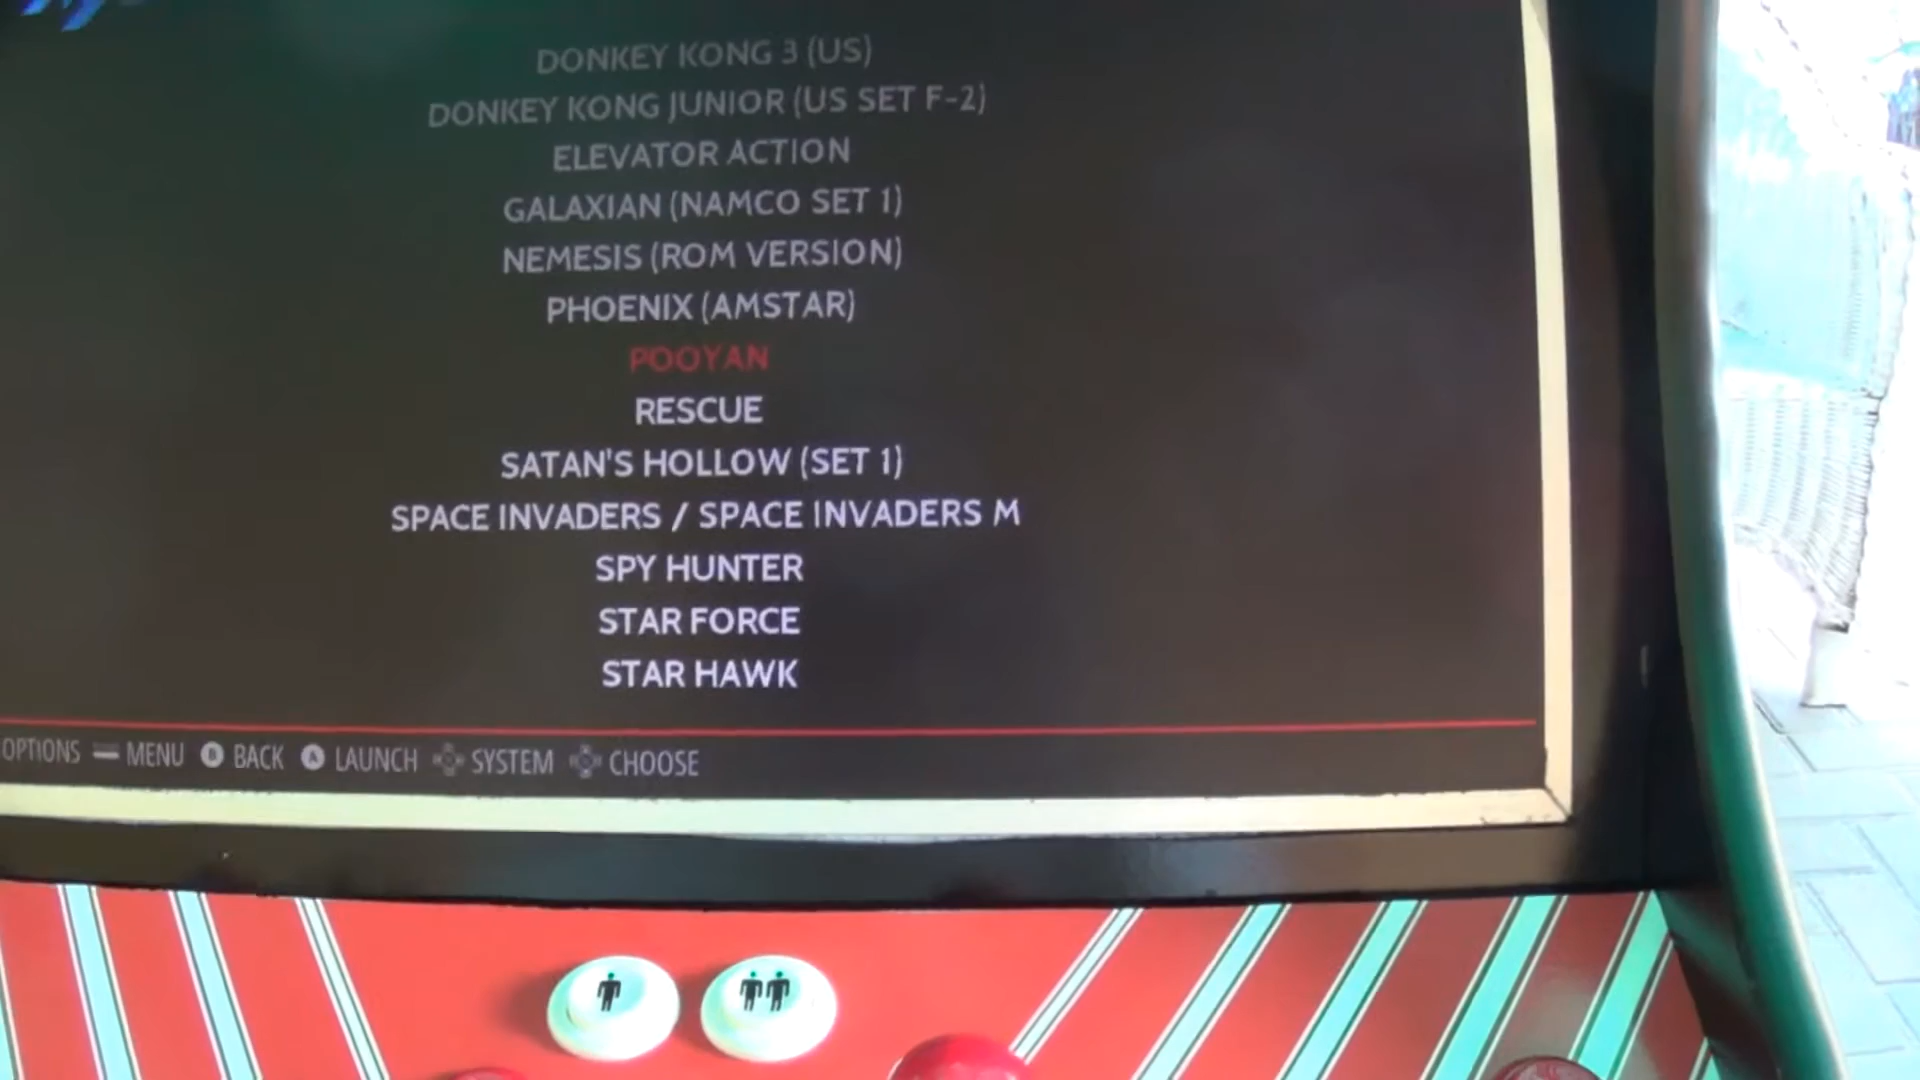 DONKEY KONG 3 (US)
DONKEY KONG JUNIOR (US SET F-2)
ELEVATOR ACTION
GALAXIAN (NAMCO SET 1)
NEMESIS (ROM VERSION)
PHOENIX (AMSTAR)
POOYAN
RESCUE
SATAN'S HOLLOW (SET 1)
SPACE INVADERS / SPACE INVADERS M
SPY HUNTER
STAR FORCE
STAR HAWK
OPTIONS MENU B BACK A LAUNCH SYSTEM CHOOSE